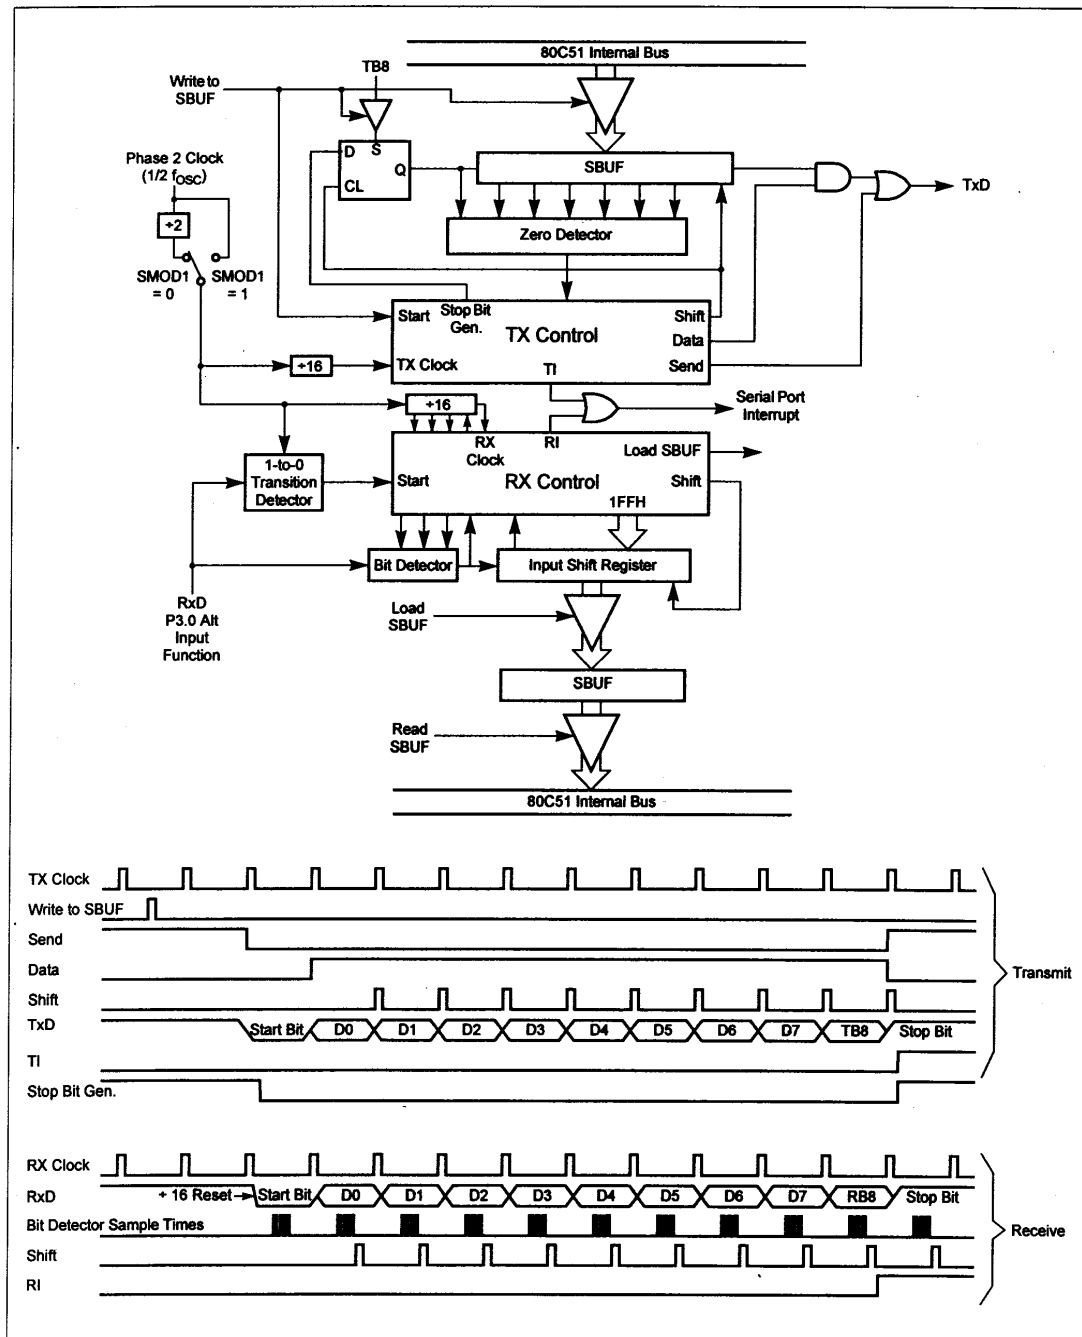 80C51 Internal Bus
TB8
Write to
SBUF
Phase 2 Clock
(1/2 fOSC)
÷2
SMOD1
= 0
SMOD1
= 1
D
S
Q
CL
SBUF
TxD
Zero Detector
Start
Stop Bit
Gen.
TX Control
Shift
Data
Send
÷16
TX Clock
TI
÷16
Serial Port
Interrupt
RX
Clock
RI
Load SBUF
1-to-0
Transition
Detector
Start
RX Control
Shift
1FFH
Bit Detector
Input Shift Register
RxD
P3.0 Alt
Input
Function
Load
SBUF
SBUF
Read
SBUF
80C51 Internal Bus
TX Clock
Write to SBUF
Send
Data
Transmit
Shift
TxD Start Bit D0 D1 D2 D3 D4 D5 D6 D7 TB8 Stop Bit
TI
Stop Bit Gen.
RX Clock
RxD ÷ 16 Reset Start Bit D0 D1 D2 D3 D4 D5 D6 D7 RB8 Stop Bit
Bit Detector Sample Times
Receive
Shift
RI